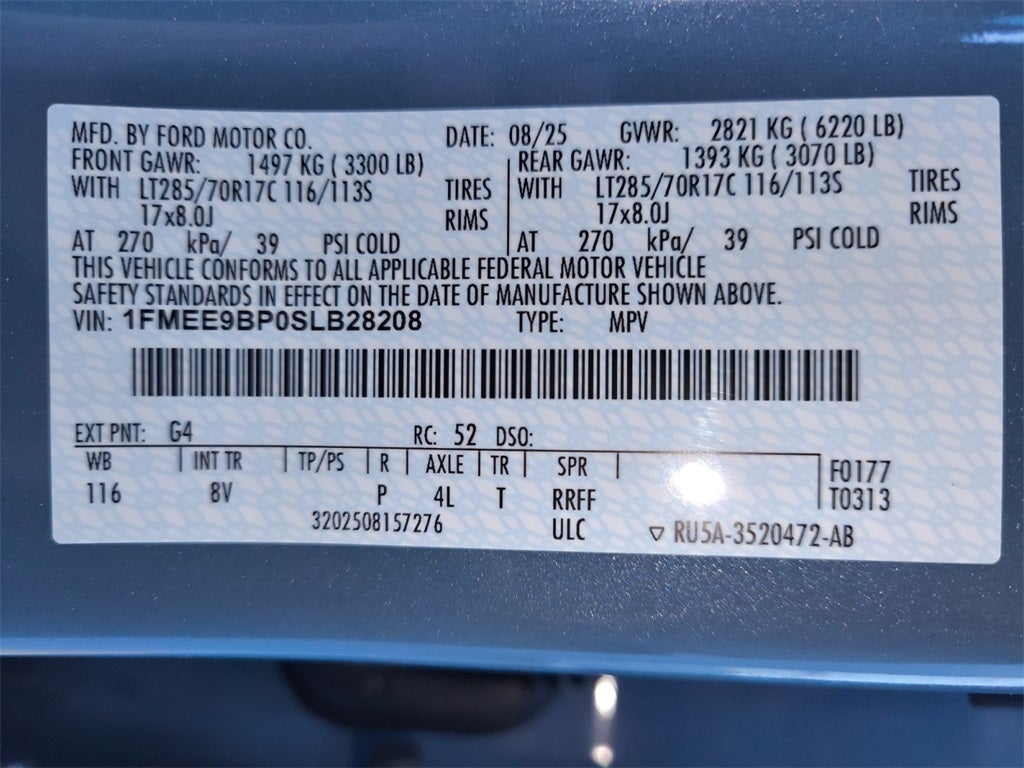 MFD. BY FORD MOTOR CO. DATE: 08/25 GVWR: 2821 KG ( 6220 LB)
FRONT GAWR: 1497 KG ( 3300 LB) REAR GAWR: 1393 KG ( 3070 LB)
WITH LT285/70R17C 116/113S TIRES WITH LT285/70R17C 116/113S TIRES
17x8.0J RIMS 17x8.0J RIMS
AT 270 kPa/ 39 PSI COLD AT 270 kPa/ 39 PSI COLD
THIS VEHICLE CONFORMS TO ALL APPLICABLE FEDERAL MOTOR VEHICLE
SAFETY STANDARDS IN EFFECT ON THE DATE OF MANUFACTURE SHOWN ABOVE.
VIN: 1FMEE9BP0SLB28208 TYPE: MPV
EXT PNT: G4 RC: 52 DSO:
WB INT TR TP/PS R AXLE TR SPR F0177
116 8V P 4L T RRFF T0313
3202508157276 ULC ▽ RU5A-3520472-AB